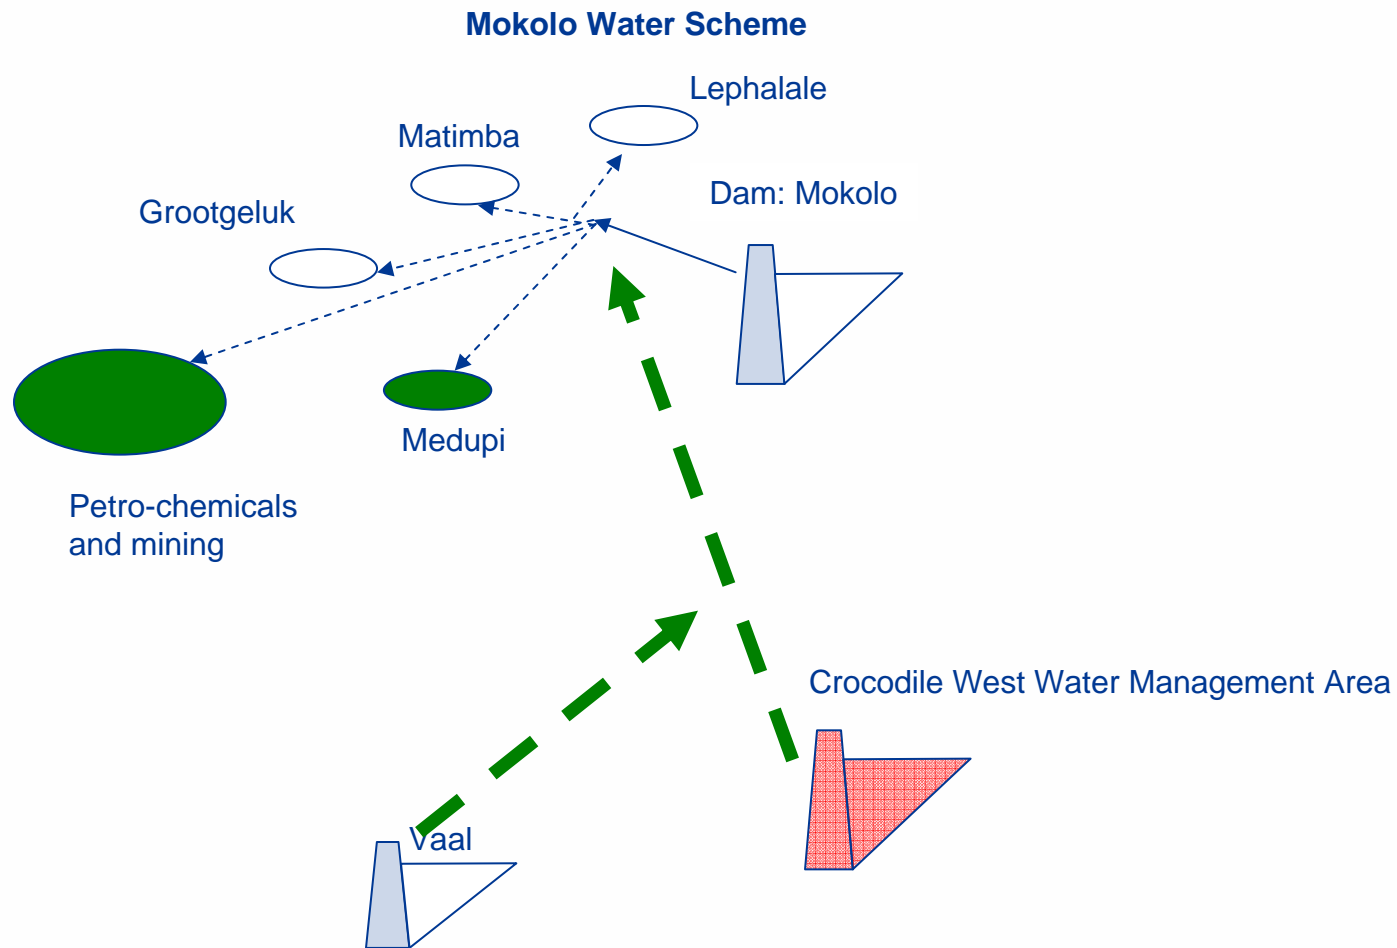 Mokolo Water Scheme
Lephalale
Matimba
Dam: Mokolo
Grootgeluk
Medupi
Petro-chemicals
and mining
Crocodile West Water Management Area
Vaal